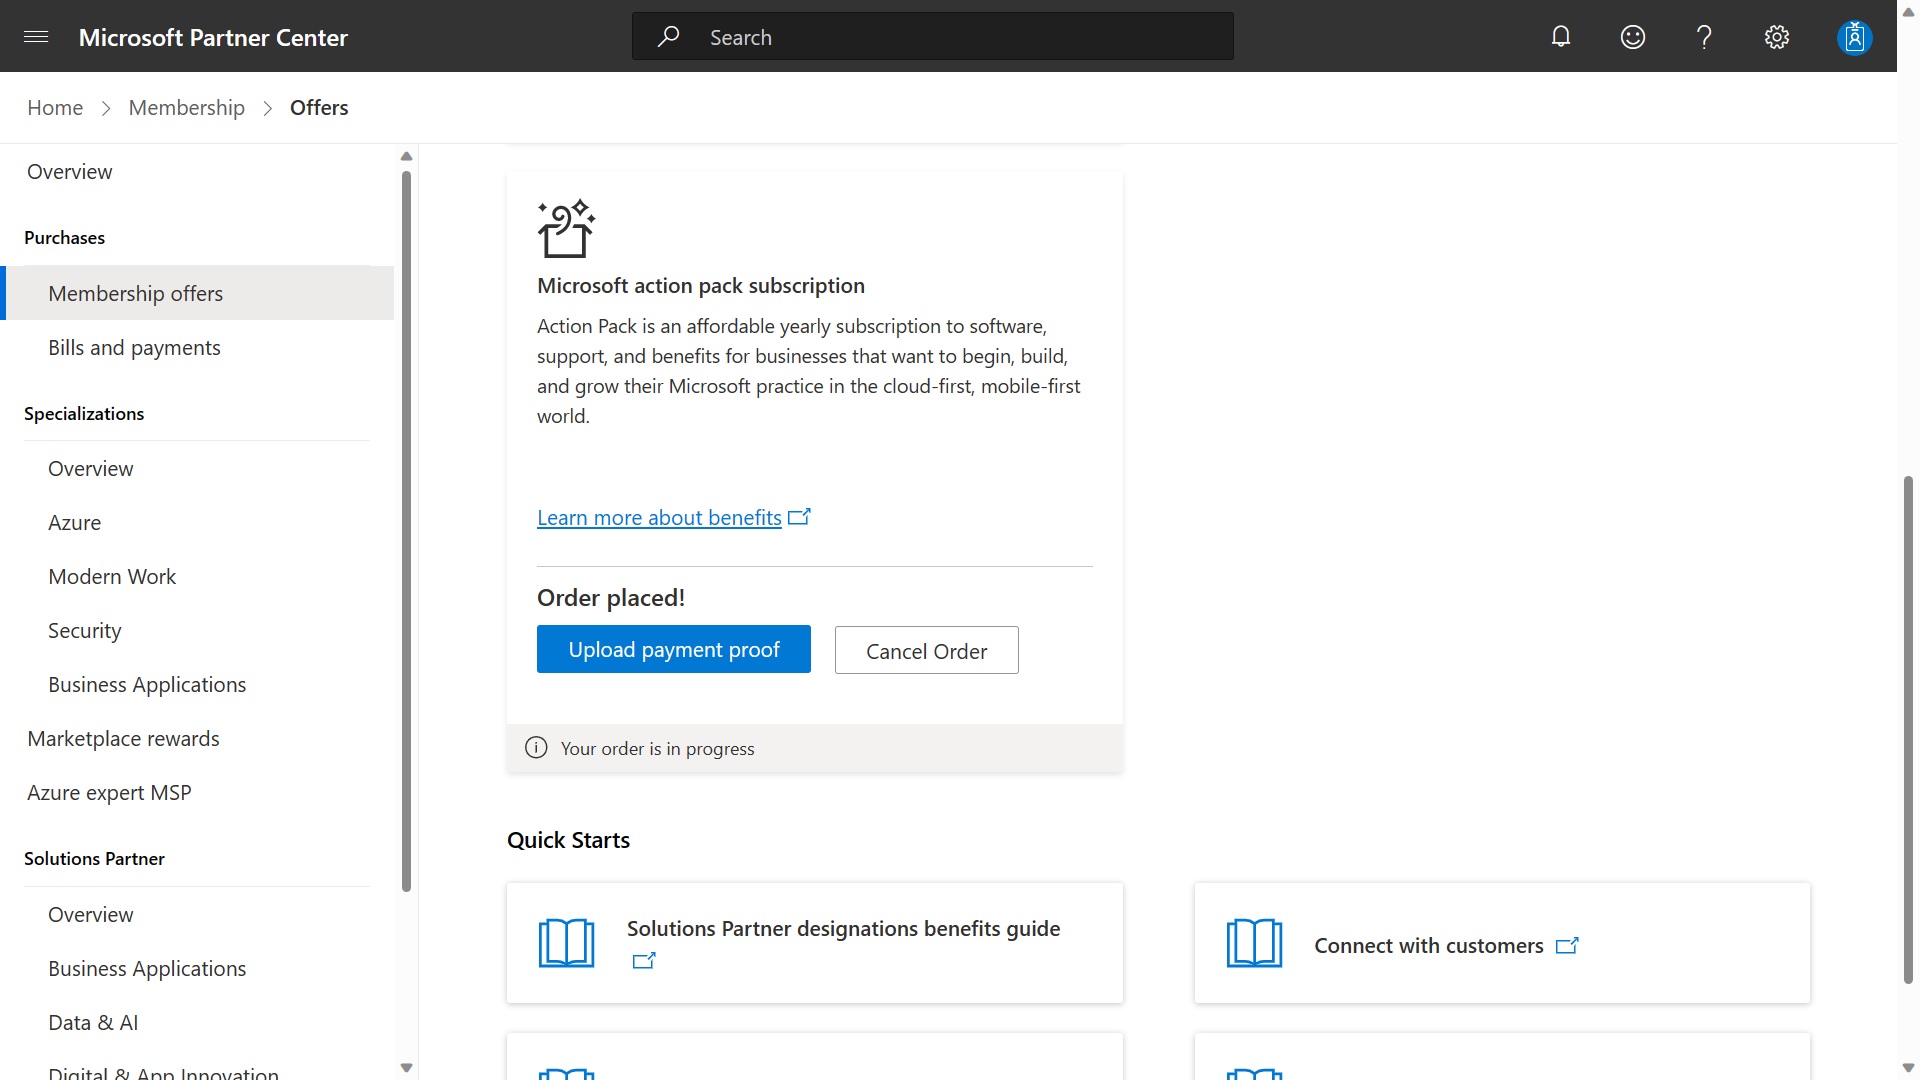 Microsoft Partner Center
Search
Home
Membership
Offers
Overview
Purchases
Membership offers
Bills and payments
Specializations
Overview
Azure
Modern Work
Security
Business Applications
Marketplace rewards
Azure expert MSP
Solutions Partner
Overview
Business Applications
Data & AI
Digital & App Innovation
Microsoft action pack subscription
Action Pack is an affordable yearly subscription to software,
support, and benefits for businesses that want to begin, build,
and grow their Microsoft practice in the cloud-first, mobile-first
world.
Learn more about benefits
Order placed!
Upload payment proof
Cancel Order
Your order is in progress
Quick Starts
Solutions Partner designations benefits guide
Connect with customers